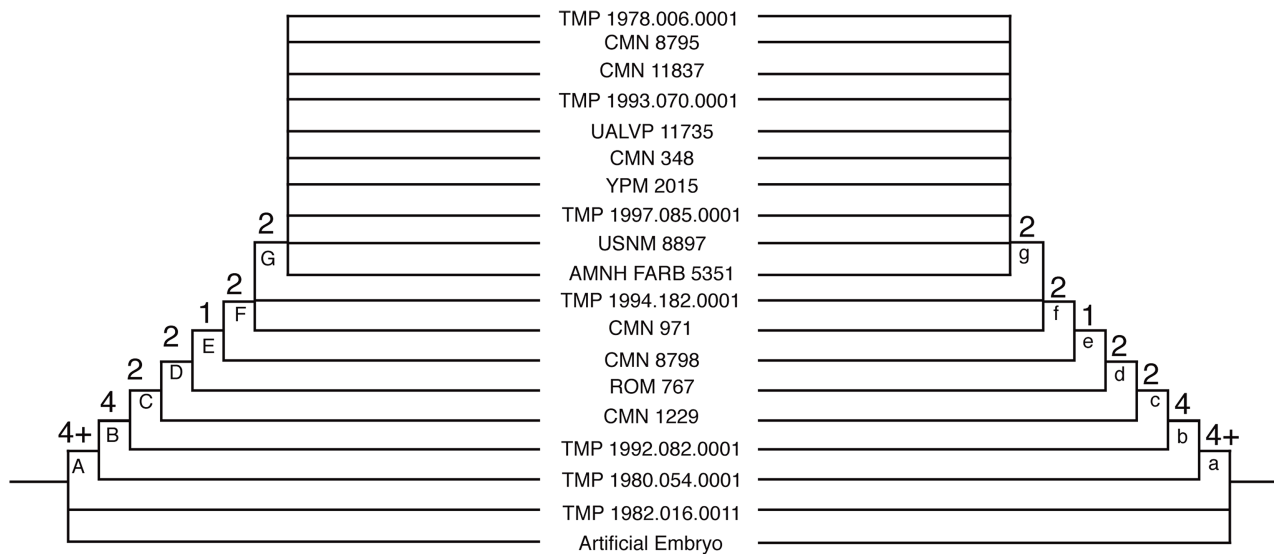 TMP 1978.006.0001
CMN 8795
CMN 11837
TMP 1993.070.0001
UALVP 11735
CMN 348
YPM 2015
TMP 1997.085.0001
2 USNM 8897 2
G g
AMNH FARB 5351
2 TMP 1994.182.0001 2
F f
1 CMN 971 1
E e
2 CMN 8798 2
D d
2 ROM 767 2
C c
4 CMN 1229 4
B b
4+ TMP 1992.082.0001 4+
A a
TMP 1980.054.0001
TMP 1982.016.0011
Artificial Embryo